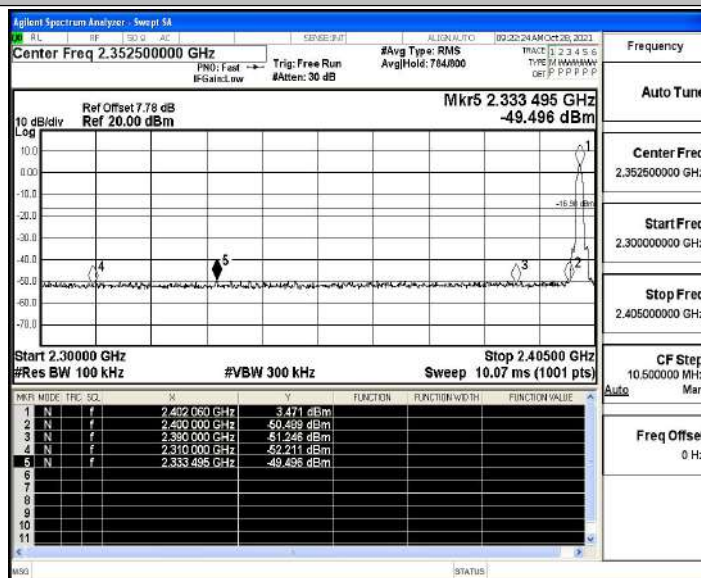 Agilent Spectrum Analyzer - Swept SA
RL RF 50 Ω AC SENSE:INT ALIGN AUTO 09:22:24 AM Oct 28, 2021
Center Freq 2.352500000 GHz
PNO: Fast
IFGain:Low
Trig: Free Run
#Atten: 30 dB
#Avg Type: RMS
Avg|Hold: 784/800
TRACE 1 2 3 4 5 6
TYPE
DET P P P P P P
Frequency
Auto Tune
Center Freq
2.352500000 GHz
Start Freq
2.300000000 GHz
Stop Freq
2.405000000 GHz
CF Step
10.500000 MHz
Auto Man
Freq Offset
0 Hz
Ref Offset 7.78 dB
10 dB/div Ref 20.00 dBm
Log
Mkr5 2.333 495 GHz
-49.496 dBm
10.0
0.00
-10.0
-20.0
-30.0
-40.0
-50.0
-60.0
-70.0
1
2
3
4
5
Start 2.30000 GHz Stop 2.40500 GHz
#Res BW 100 kHz #VBW 300 kHz Sweep 10.07 ms (1001 pts)
MKR MODE TRC SCL X Y FUNCTION FUNCTION WIDTH FUNCTION VALUE
1 N f 2.402 060 GHz 3.471 dBm
2 N f 2.400 000 GHz -50.489 dBm
3 N f 2.390 000 GHz -51.246 dBm
4 N f 2.310 000 GHz -52.211 dBm
5 N f 2.333 495 GHz -49.496 dBm
6
7
8
9
10
11
MSG STATUS